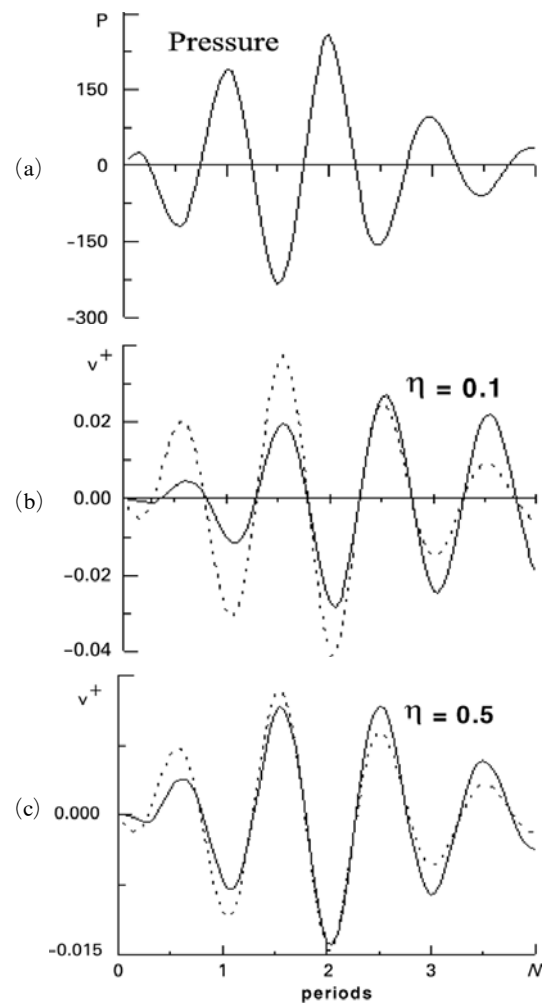 P
Pressure
150
(a)
0
-150
-300
v+
η = 0.1
0.02
(b)
0.00
-0.02
-0.04
v+
η = 0.5
(c)
0.000
-0.015
0 1 2 3 N
periods